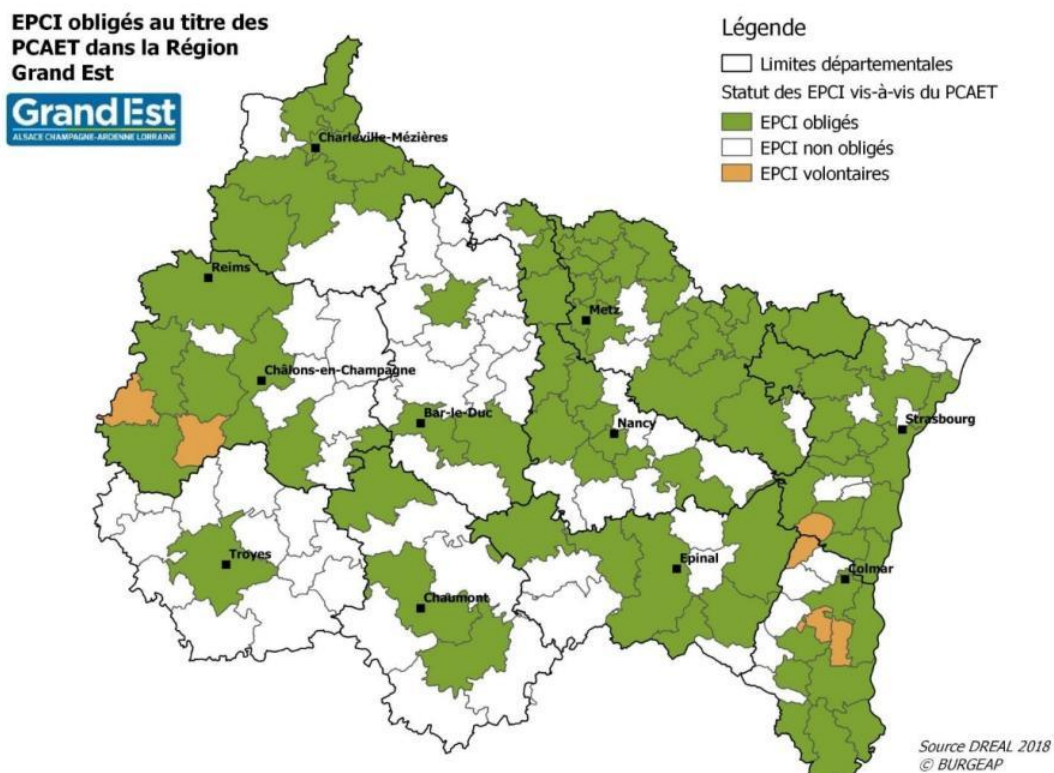 EPCI obligés au titre des
PCAET dans la Région
Grand Est
GrandEst
ALSACE CHAMPAGNE-ARDENNE LORRAINE
Légende
Limites départementales
Statut des EPCI vis-à-vis du PCAET
EPCI obligés
EPCI non obligés
EPCI volontaires
Charleville-Mézières
Reims
Metz
Châlons-en-Champagne
Bar-le-Duc
Nancy
Strasbourg
Troyes
Epinal
Colmar
Chaumont
Source DREAL 2018
© BURGEAP